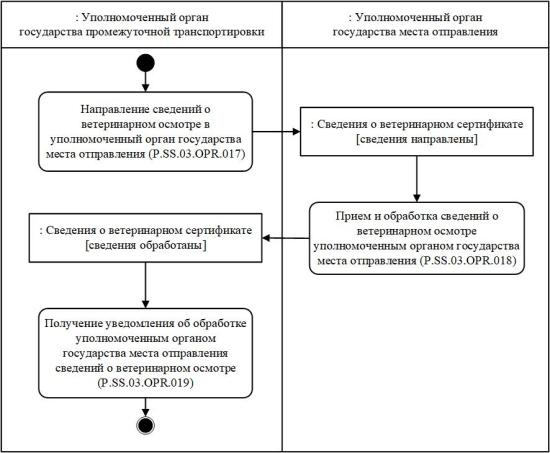 : Уполномоченный орган
государства промежуточной транспортировки
: Уполномоченный орган
государства места отправления
Направление сведений о
ветеринарном осмотре в
уполномоченный орган государства
места отправления (P.SS.03.OPR.017)
: Сведения о ветеринарном сертификате
[сведения направлены]
Прием и обработка сведений о
ветеринарном осмотре
уполномоченным органом государства
места отправления (P.SS.03.OPR.018)
: Сведения о ветеринарном сертификате
[сведения обработаны]
Получение уведомления об обработке
уполномоченным органом
государства места отправления
сведений о ветеринарном осмотре
(P.SS.03.OPR.019)